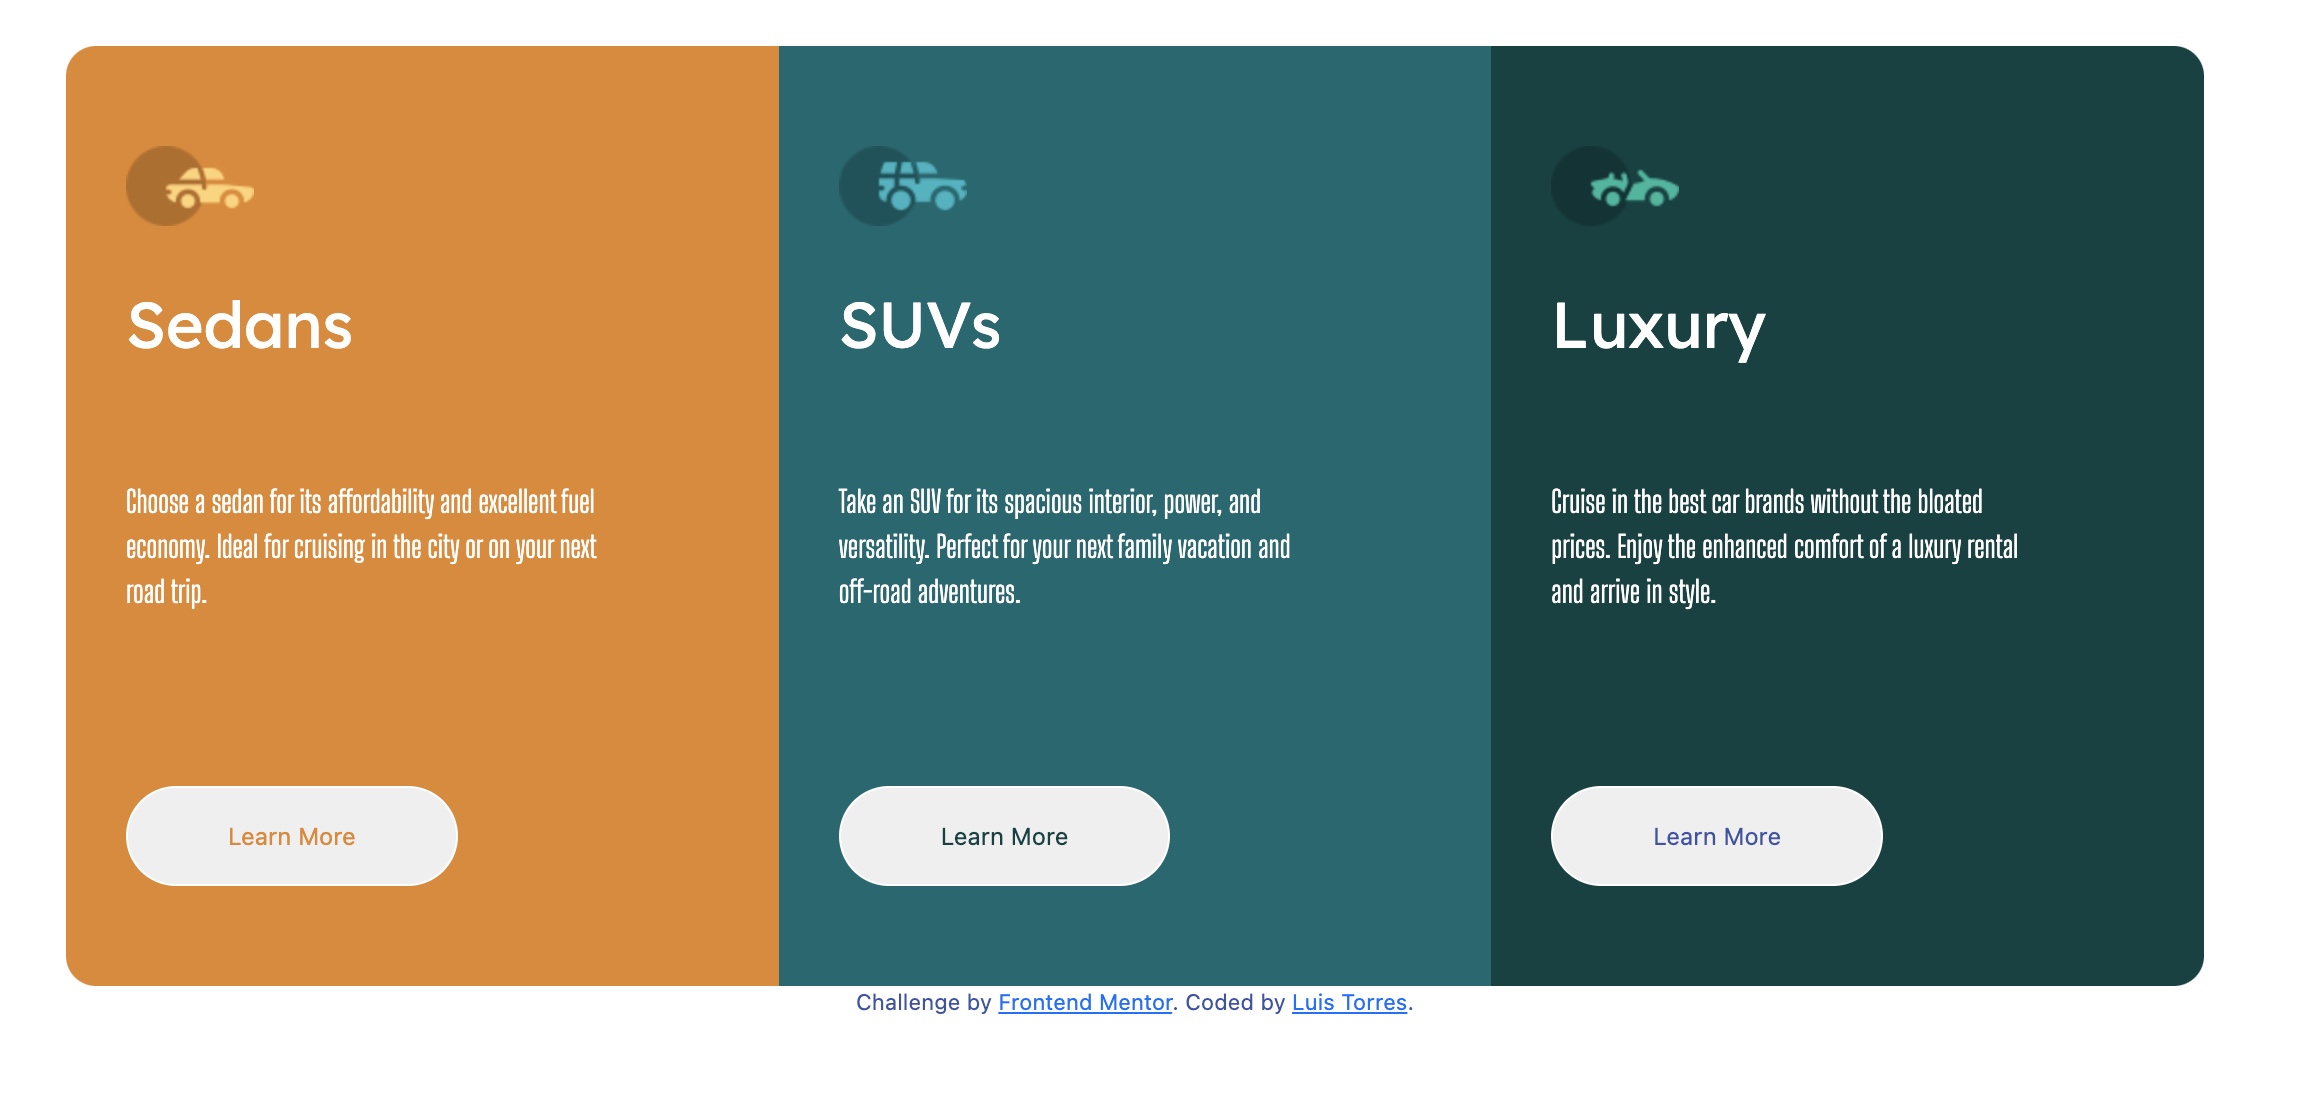 Sedans
Choose a sedan for its affordability and excellent fuel
economy. Ideal for cruising in the city or on your next
road trip.
Learn More
SUVs
Take an SUV for its spacious interior, power, and
versatility. Perfect for your next family vacation and
off-road adventures.
Learn More
Luxury
Cruise in the best car brands without the bloated
prices. Enjoy the enhanced comfort of a luxury rental
and arrive in style.
Learn More
Challenge by Frontend Mentor. Coded by Luis Torres.